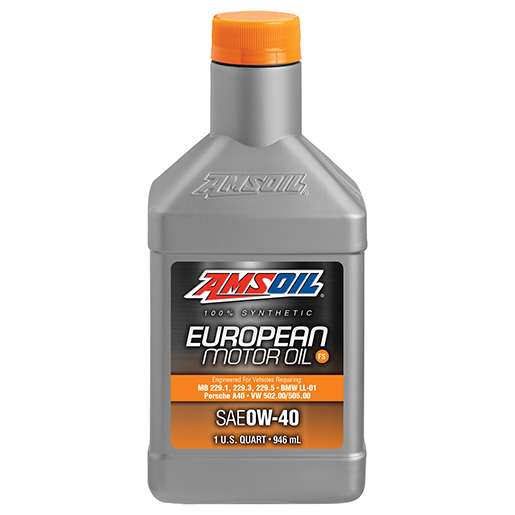 AMSOIL®
AMSOIL®
100% SYNTHETIC
EUROPEAN
MOTOR OIL FS
Engineered For Vehicles Requiring:
MB 229.1, 229.3, 229.5 • BMW LL-01
Porsche A40 • VW 502.00/505.00
SAE 0W-40
1 U.S. QUART • 946 mL